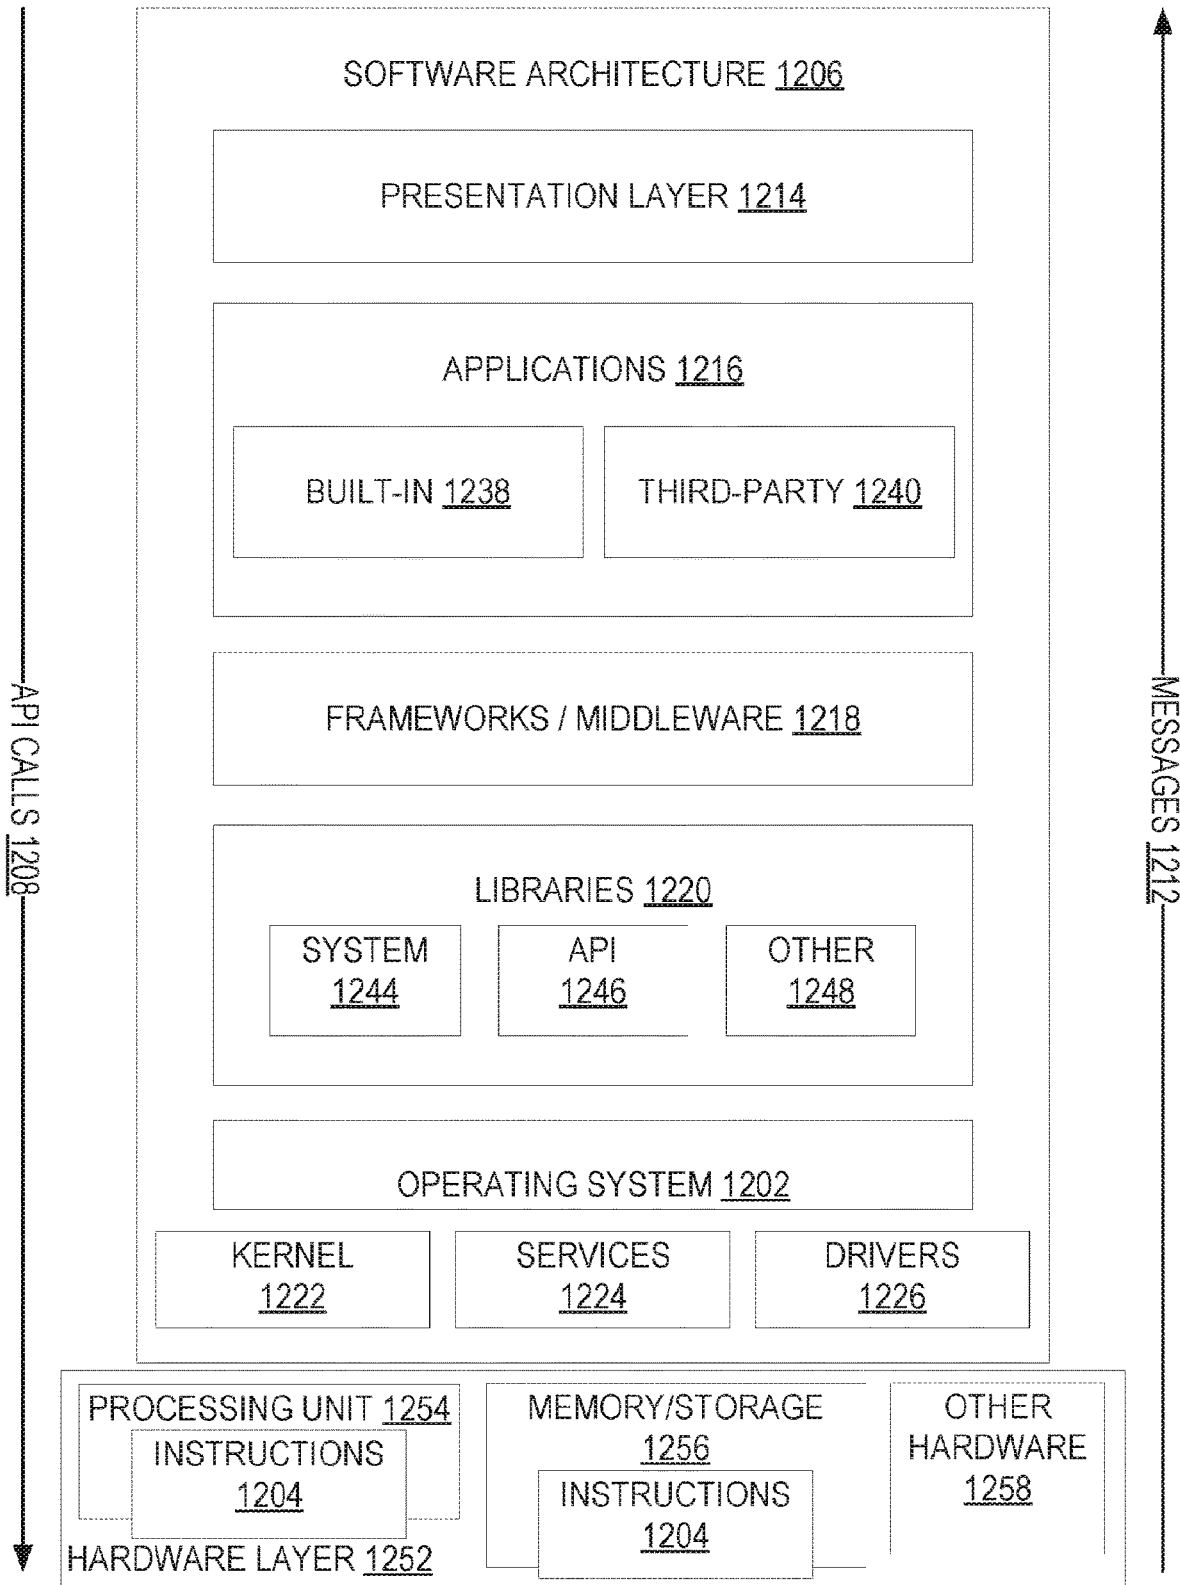 SOFTWARE ARCHITECTURE 1206
PRESENTATION LAYER 1214
APPLICATIONS 1216
BUILT-IN 1238
THIRD-PARTY 1240
FRAMEWORKS / MIDDLEWARE 1218
LIBRARIES 1220
SYSTEM
1244
API
1246
OTHER
1248
OPERATING SYSTEM 1202
KERNEL
1222
SERVICES
1224
DRIVERS
1226
PROCESSING UNIT 1254
INSTRUCTIONS
1204
MEMORY/STORAGE
1256
INSTRUCTIONS
1204
OTHER
HARDWARE
1258
HARDWARE LAYER 1252
API CALLS 1208
MESSAGES 1212